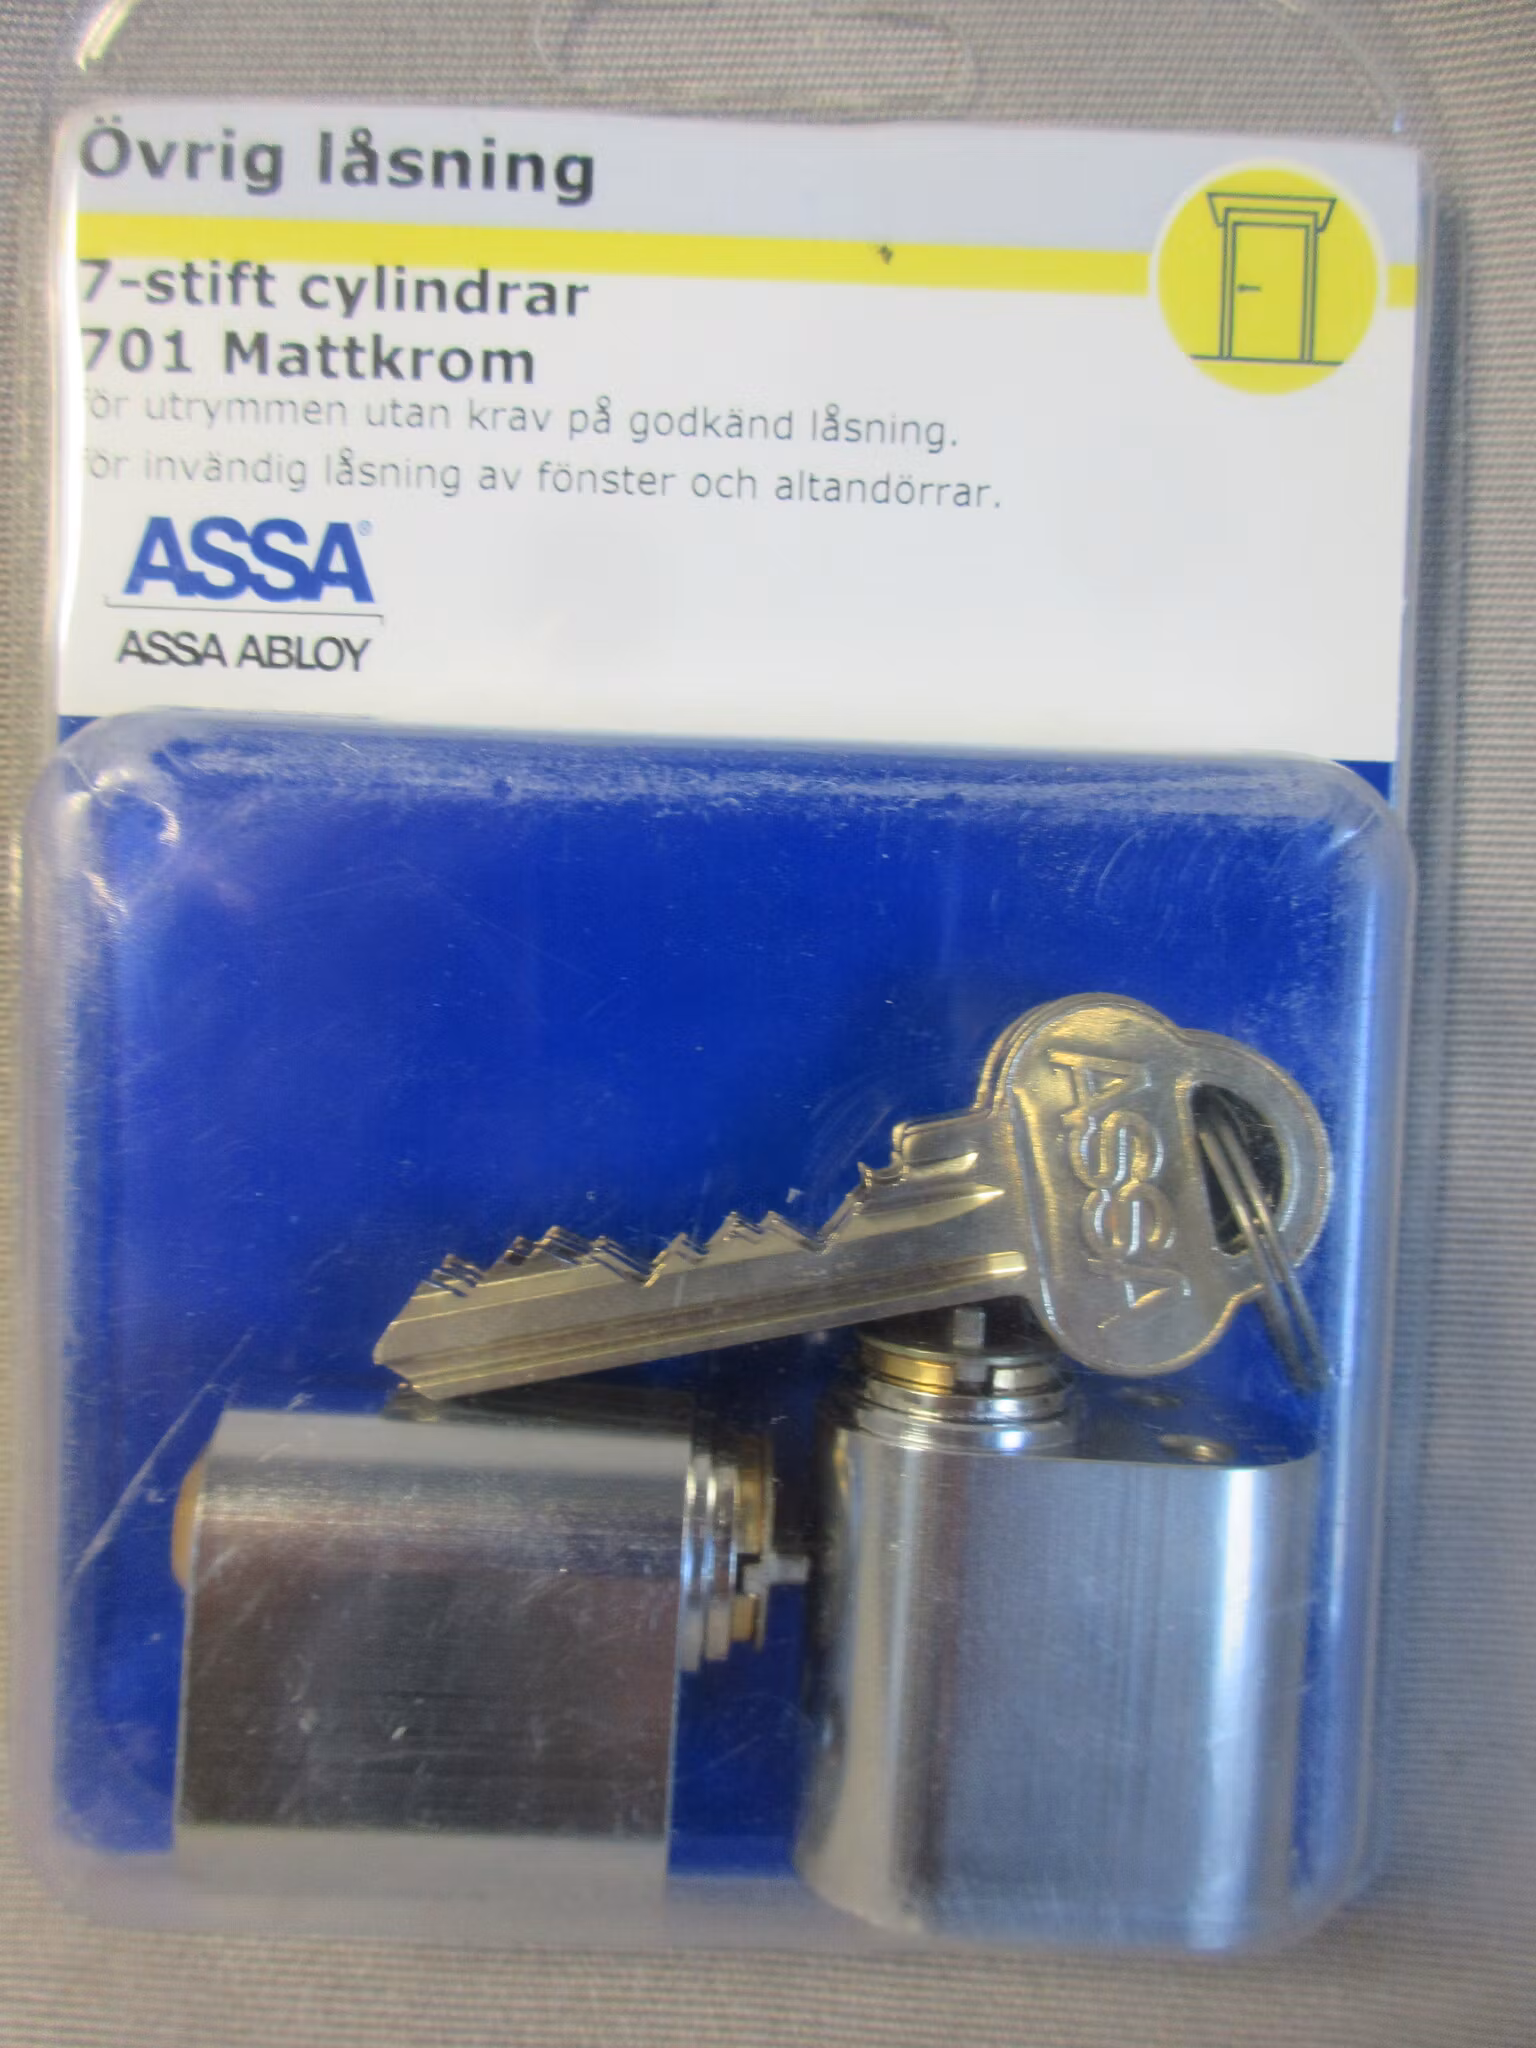 Övrig låsning
7-stift cylindrar
701 Mattkrom
för utrymmen utan krav på godkänd låsning.
för invändig låsning av fönster och altandörrar.
ASSA®
ASSA ABLOY
ASSA